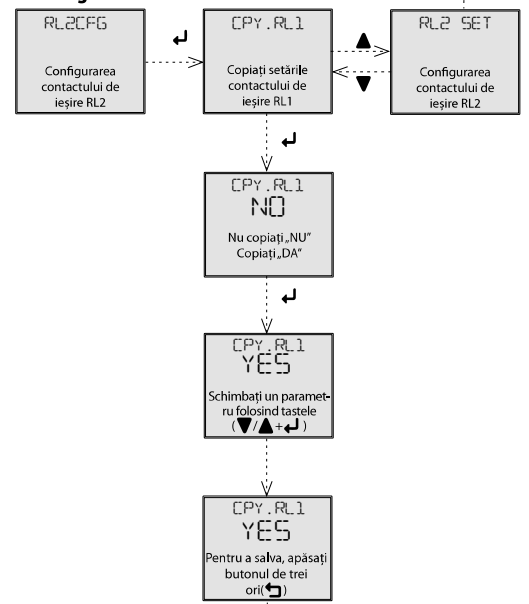 RL2CFG
Configurarea
contactului de
ieșire RL2
CPY.RL1
Copiați setările
contactului de
ieșire RL1
RL2 SET
Configurarea
contactului de
ieșire RL2
CPY.RL1
NO
Nu copiați „NU”
Copiați „DA”
CPY.RL1
YES
Schimbați un paramet-
ru folosind tastele
(▼/▲+↵)
CPY.RL1
YES
Pentru a salva, apăsați
butonul de trei
ori(⮌)